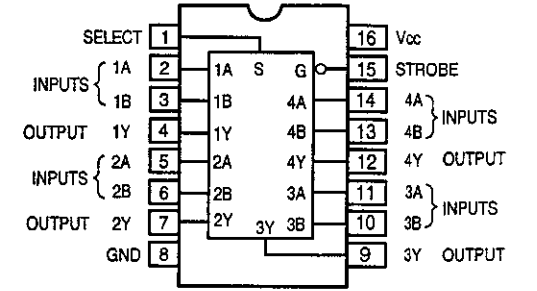 SELECT 1 16 Vcc
1A 2 1A S G 15 STROBE
INPUTS
1B 3 1B 4A 14 4A
INPUTS
OUTPUT 1Y 4 1Y 4B 13 4B
2A 5 2A 4Y 12 4Y OUTPUT
INPUTS
2B 6 2B 3A 11 3A
INPUTS
OUTPUT 2Y 7 2Y 3Y 3B 10 3B
GND 8 9 3Y OUTPUT